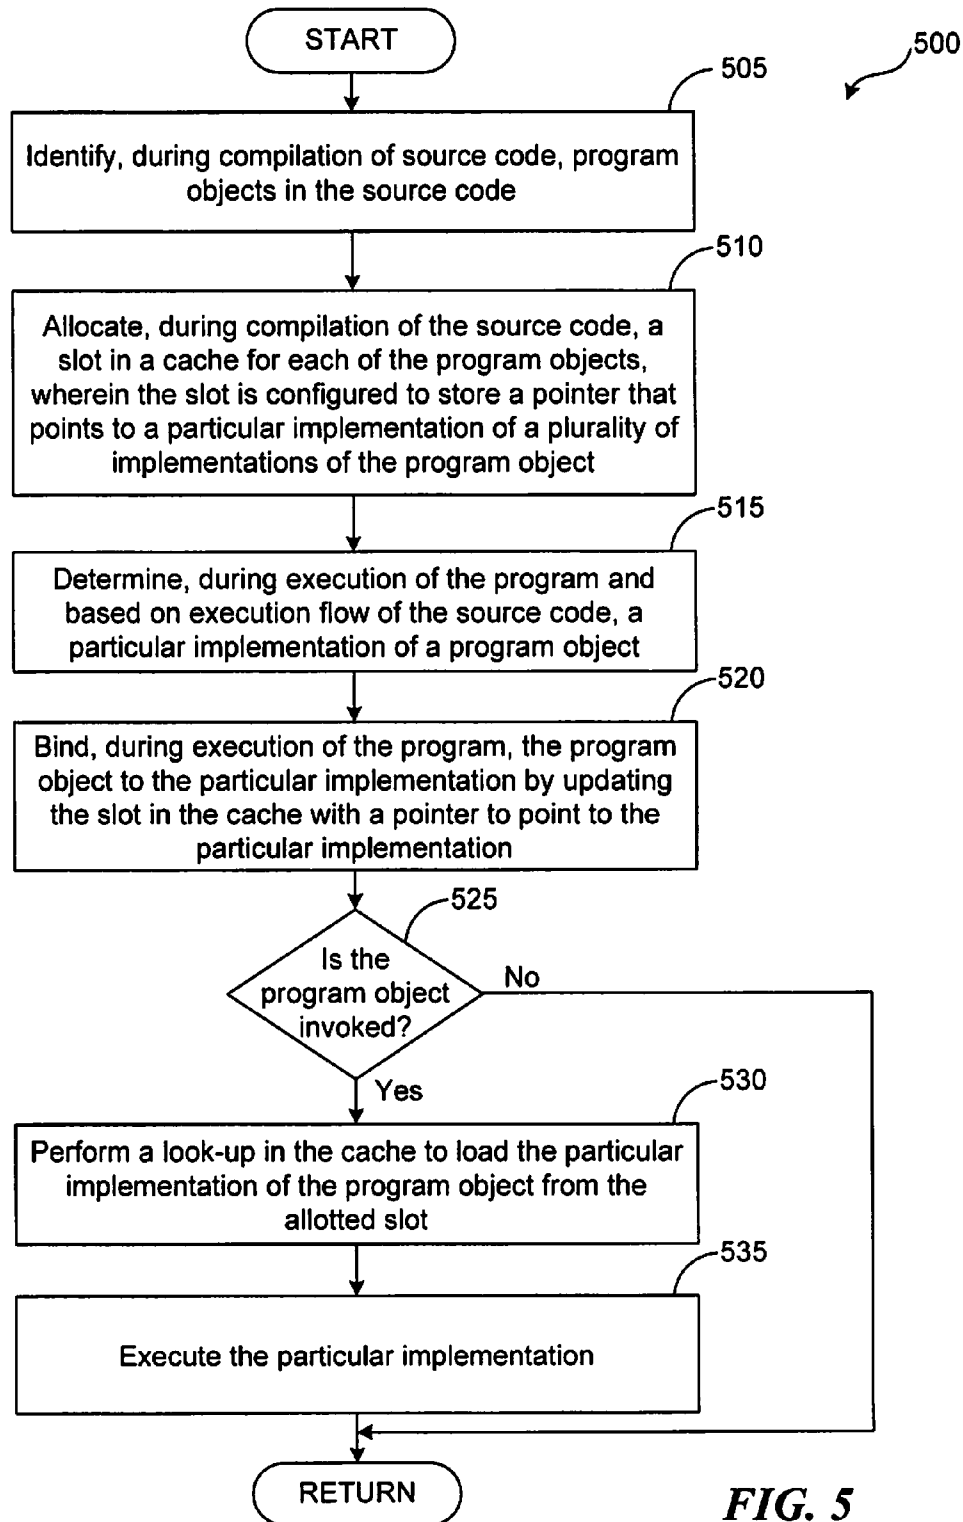 START
500
505
Identify, during compilation of source code, program
objects in the source code
510
Allocate, during compilation of the source code, a
slot in a cache for each of the program objects,
wherein the slot is configured to store a pointer that
points to a particular implementation of a plurality of
implementations of the program object
515
Determine, during execution of the program and
based on execution flow of the source code, a
particular implementation of a program object
520
Bind, during execution of the program, the program
object to the particular implementation by updating
the slot in the cache with a pointer to point to the
particular implementation
525
Is the
program object
invoked?
No
Yes
530
Perform a look-up in the cache to load the particular
implementation of the program object from the
allotted slot
535
Execute the particular implementation
RETURN
FIG. 5